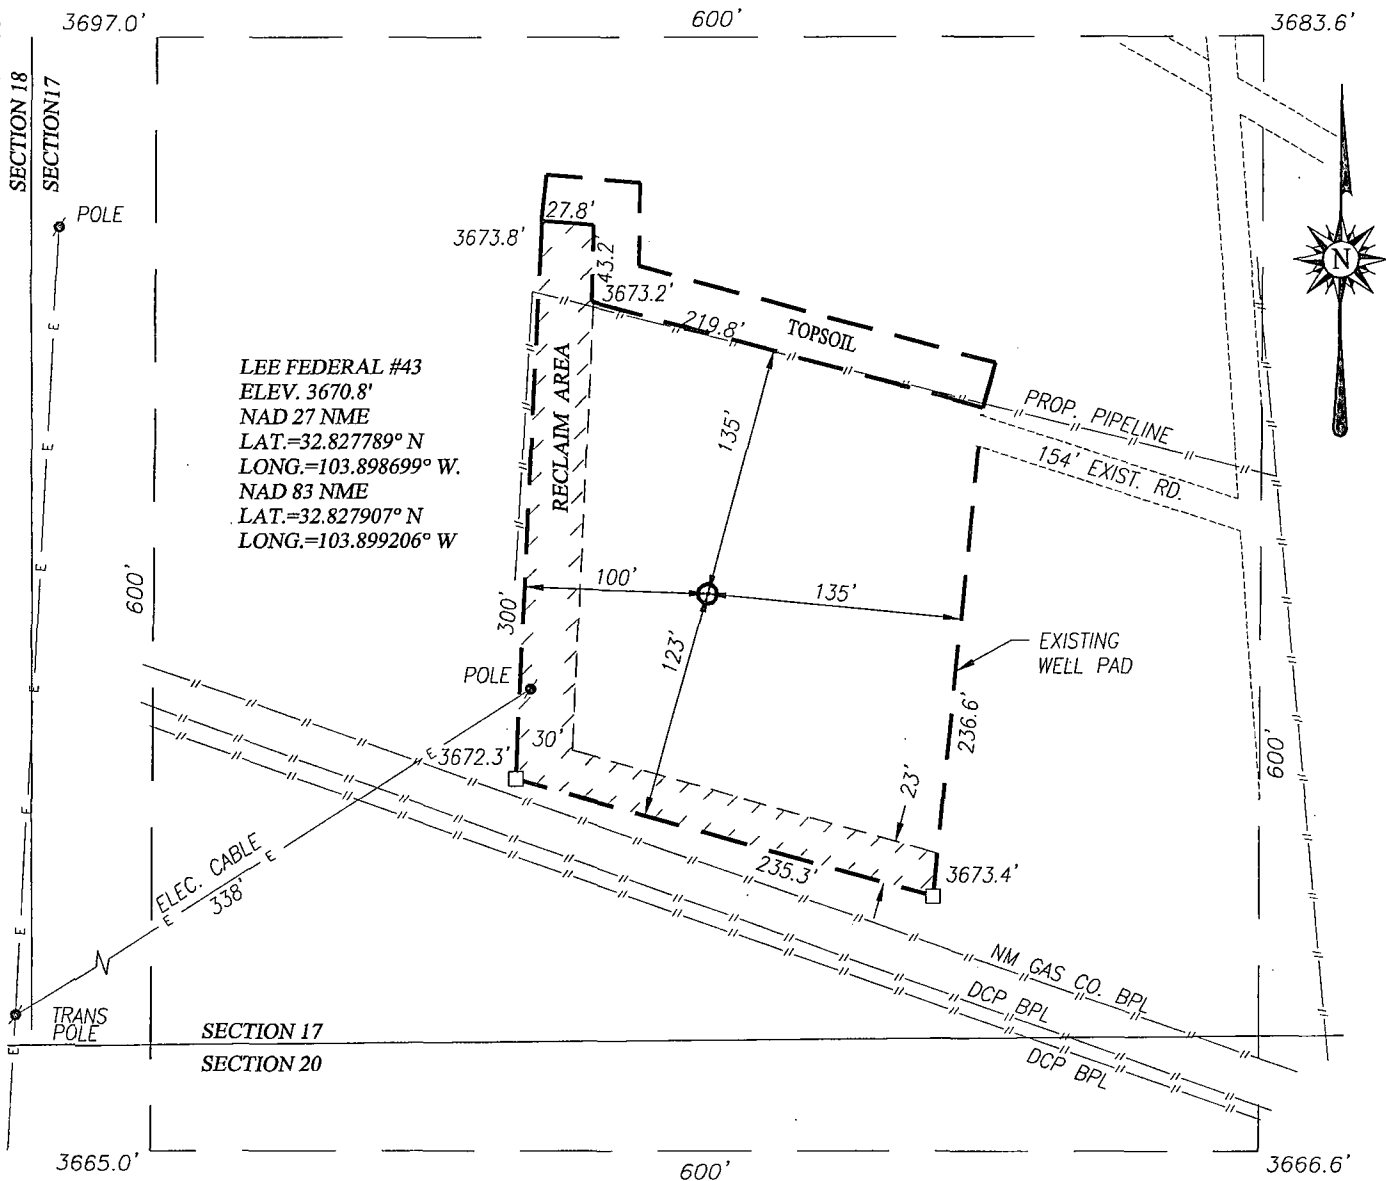 3697.0'
600'
3683.6'
SECTION 18
SECTION17
POLE
27.8'
3673.8'
43.2'
3673.2'
219.8'
TOPSOIL
N
LEE FEDERAL #43
ELEV. 3670.8'
NAD 27 NME
LAT.=32.827789° N
LONG.=103.898699° W.
NAD 83 NME
LAT.=32.827907° N
LONG.=103.899206° W
RECLAIM AREA
135'
PROP. PIPELINE
154' EXIST. RD.
600'
300'
100'
135'
123'
EXISTING
WELL PAD
POLE
236.6'
600'
3672.3'
30'
23'
235.3'
3673.4'
ELEC. CABLE
338'
NM GAS CO. BPL
DCP BPL
DCP BPL
TRANS
POLE
SECTION 17
SECTION 20
3665.0'
600'
3666.6'
E
E
E
E
E
E
E
E
E
E
E